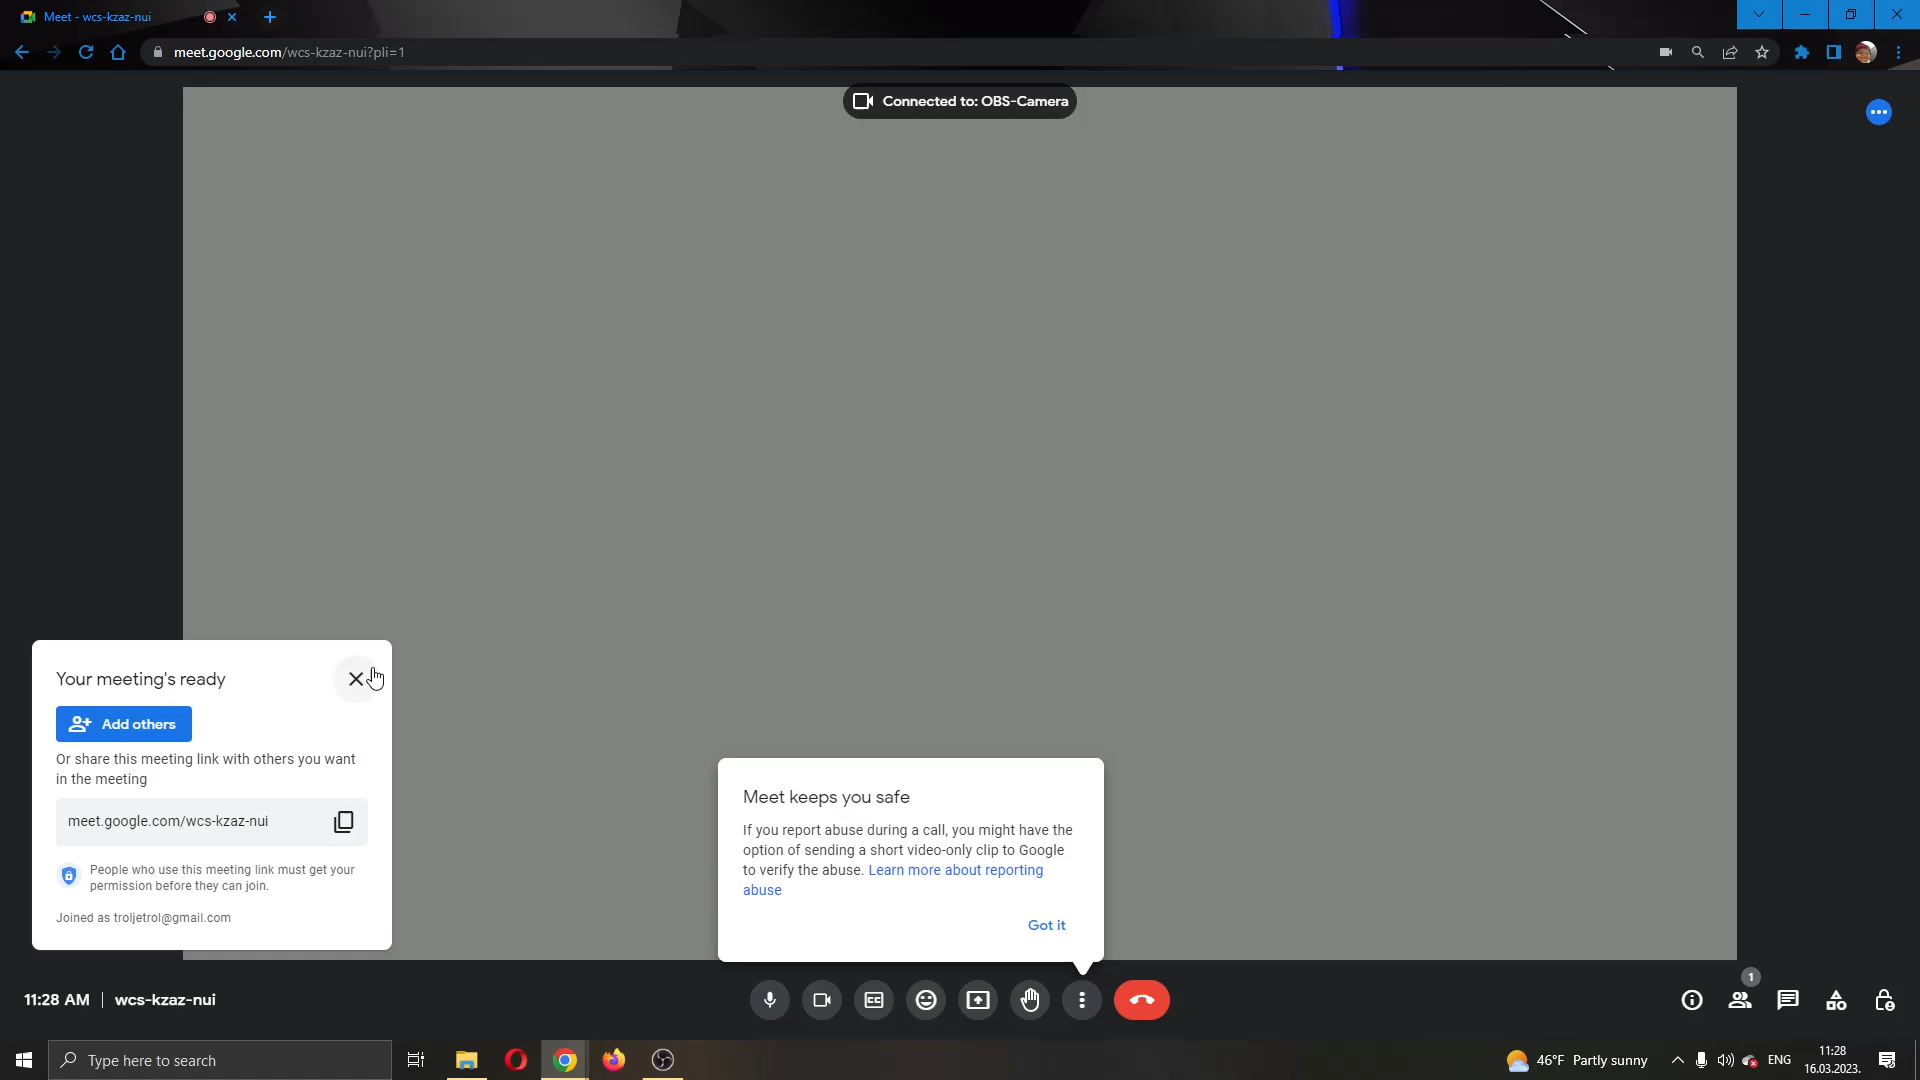 Meet - wcs-kzaz-nui
meet.google.com/wcs-kzaz-nui?pli=1
Connected to: OBS-Camera
Your meeting's ready
Add others
Or share this meeting link with others you want
in the meeting
meet.google.com/wcs-kzaz-nui
People who use this meeting link must get your
permission before they can join.
Joined as troljetrol@gmail.com
Meet keeps you safe
If you report abuse during a call, you might have the
option of sending a short video-only clip to Google
to verify the abuse. Learn more about reporting
abuse
Got it
11:28 AM | wcs-kzaz-nui
CC
1
Type here to search
46°F Partly sunny
ENG
11:28
16.03.2023.